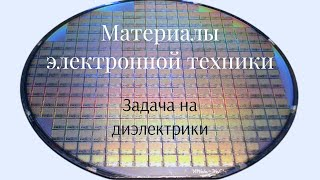 Материалы
электронной техники
Задача на
диэлектрики